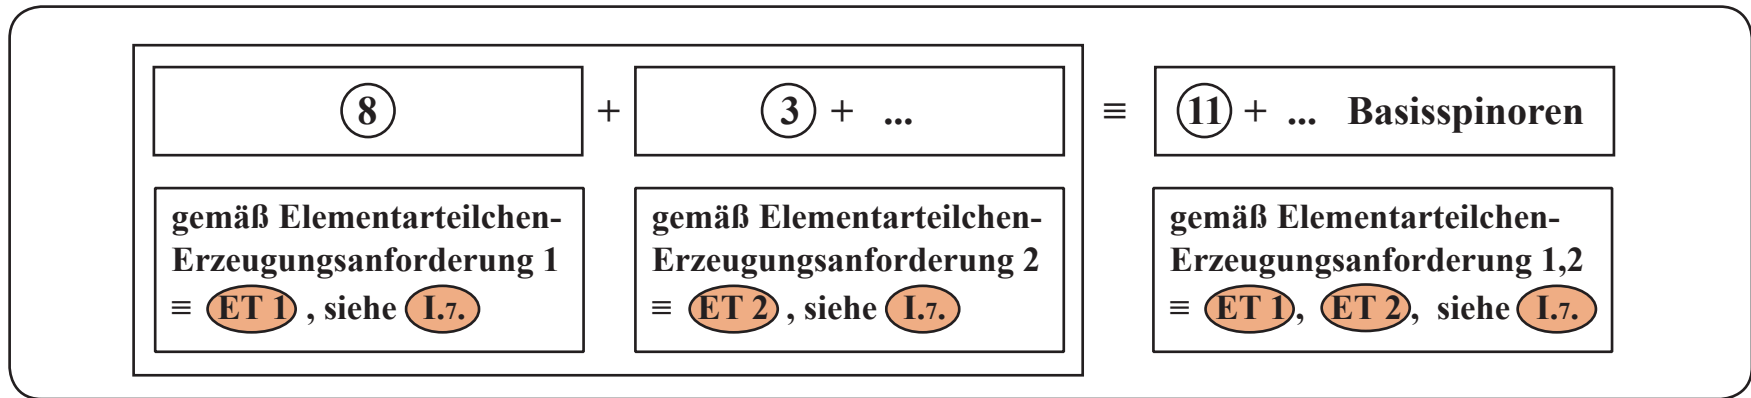 8 + 3 + ... ≡ 11 + ... Basisspinoren
gemäß Elementarteilchen-
Erzeugungsanforderung 1
≡ ET 1 , siehe I.7.
gemäß Elementarteilchen-
Erzeugungsanforderung 2
≡ ET 2 , siehe I.7.
gemäß Elementarteilchen-
Erzeugungsanforderung 1,2
≡ ET 1, ET 2, siehe I.7.